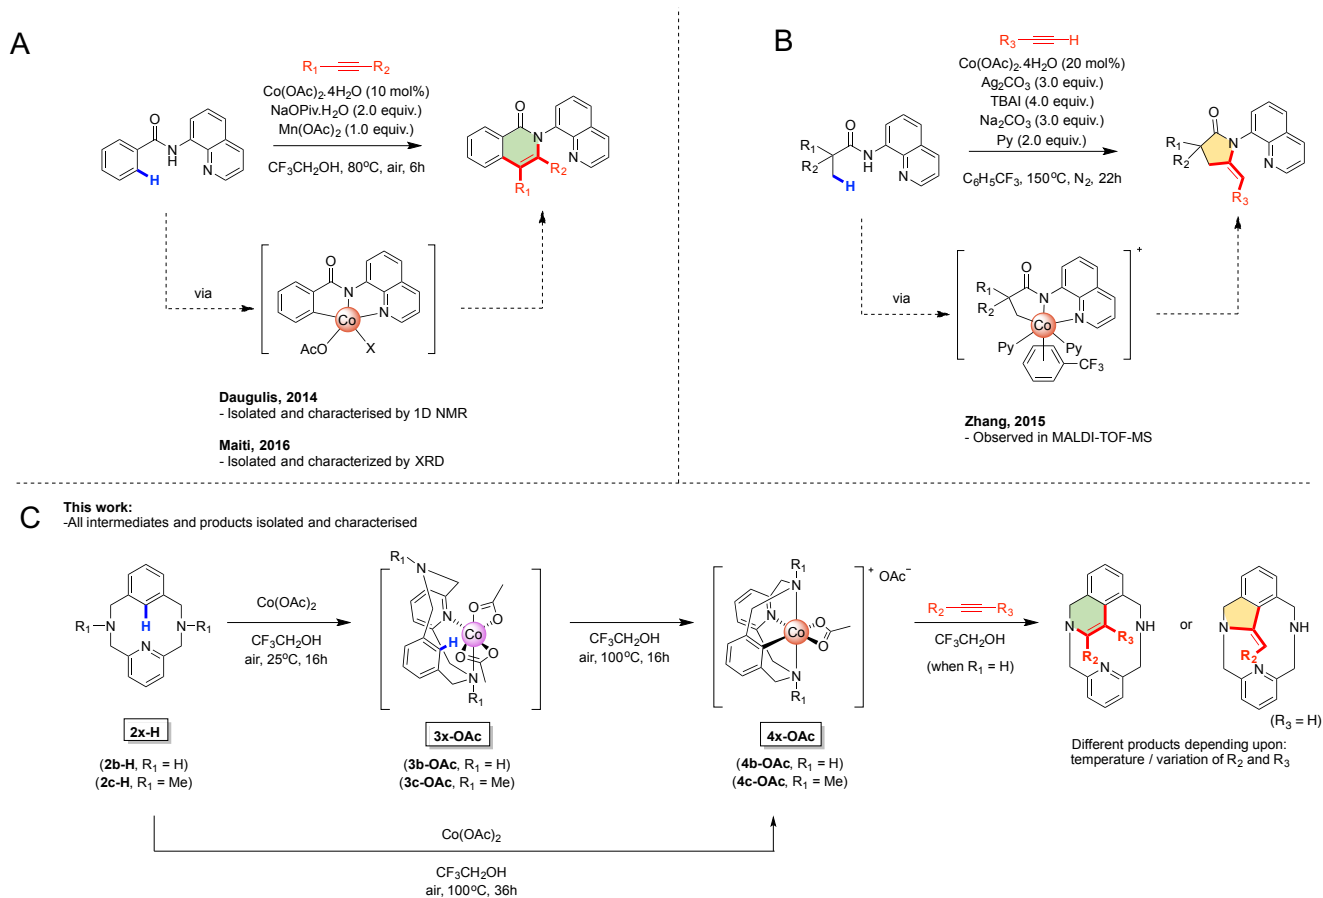 A
R1 R2
Co(OAc)2.4H2O (10 mol%)
NaOPiv.H2O (2.0 equiv.)
Mn(OAc)2 (1.0 equiv.)
CF3CH2OH, 80ºC, air, 6h
O
NH
N
H
O
N
N
R2
R1
via
O
N
N
Co
AcO
X
Daugulis, 2014
- Isolated and characterised by 1D NMR
Maiti, 2016
- Isolated and characterized by XRD
B
R3 H
Co(OAc)2.4H2O (20 mol%)
Ag2CO3 (3.0 equiv.)
TBAI (4.0 equiv.)
Na2CO3 (3.0 equiv.)
Py (2.0 equiv.)
C6H5CF3, 150ºC, N2, 22h
O
R1
R2
NH
N
H
O
R1
R2
N
N
R3
via
+
O
R1
R2
N
N
Co
Py
Py
CF3
Zhang, 2015
- Observed in MALDI-TOF-MS
C
This work:
-All intermediates and products isolated and characterised
H
R1 N
N R1
N
2x-H
(2b-H, R1 = H)
(2c-H, R1 = Me)
Co(OAc)2
CF3CH2OH
air, 25ºC, 16h
R1
N
N
O
Co
H
O
O
O
N
R1
3x-OAc
(3b-OAc, R1 = H)
(3c-OAc, R1 = Me)
CF3CH2OH
air, 100ºC, 16h
+ OAc−
R1
N
N
O
Co
O
N
R1
4x-OAc
(4b-OAc, R1 = H)
(4c-OAc, R1 = Me)
R2 R3
CF3CH2OH
(when R1 = H)
N
NH
R3
R2
N
or
N
NH
R2
N
(R3 = H)
Different products depending upon:
temperature / variation of R2 and R3
Co(OAc)2
CF3CH2OH
air, 100ºC, 36h